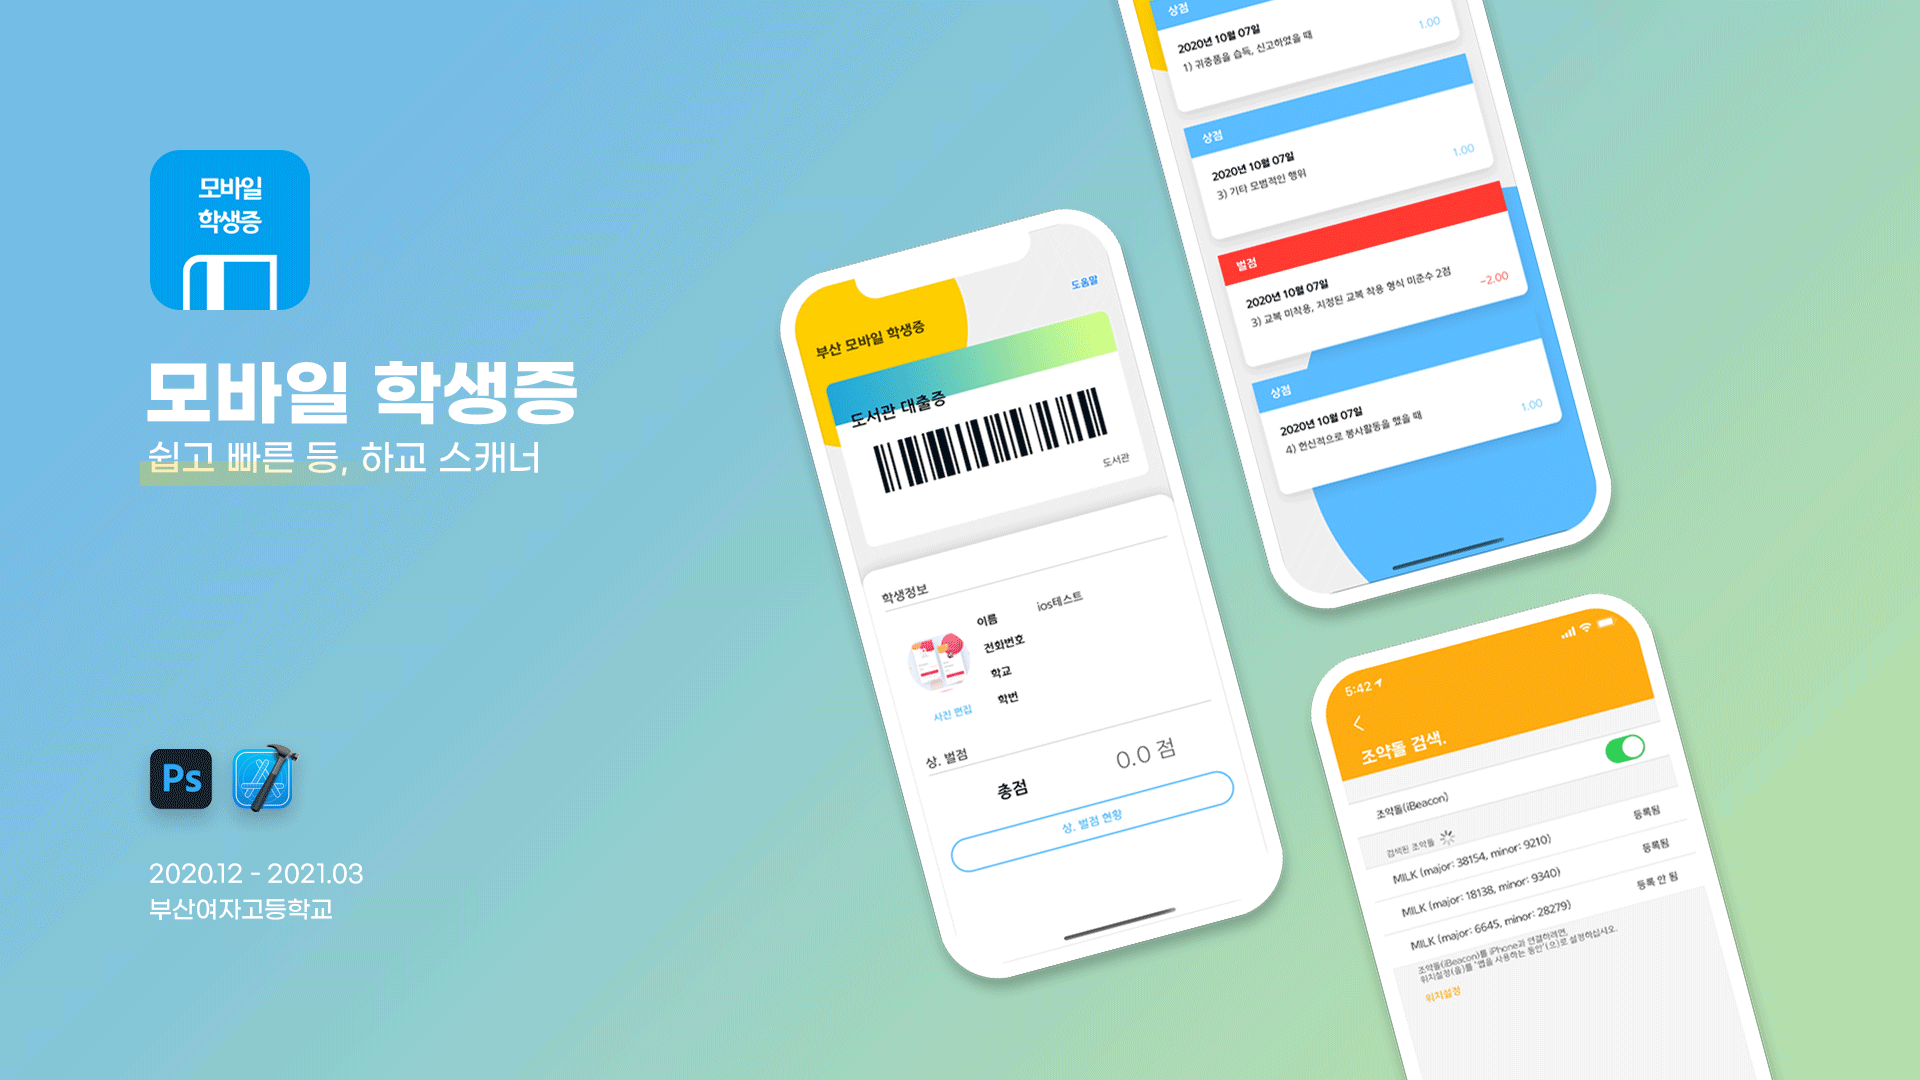 모바일
학생증
모바일 학생증
쉽고 빠른 등, 하교 스캐너
Ps
2020.12 - 2021.03
부산여자고등학교
도움말
부산 모바일 학생증
도서관 대출증
도서관
학생정보
이름 ios테스트
전화번호
학교
학번
사진 편집
상. 벌점
총점 0.0 점
상. 벌점 현황
상점
2020년 10월 07일
1) 귀중품을 습득, 신고하였을 때
1.00
상점
2020년 10월 07일
3) 기타 모범적인 행위
1.00
벌점
2020년 10월 07일
3) 교복 미착용, 지정된 교복 착용 형식 미준수 2점
-2.00
상점
2020년 10월 07일
4) 헌신적으로 봉사활동을 했을 때
1.00
5:42
조약돌 검색.
조약돌(iBeacon)
검색된 조약돌
MILK (major: 38154, minor: 9210) 등록됨
MILK (major: 18138, minor: 9340) 등록됨
MILK (major: 6645, minor: 28279) 등록 안 됨
조약돌(iBeacon)를 iPhone과 연결하려면,
위치설정(을)를 '앱을 사용하는 동안'(으)로 설정하십시오.
위치설정